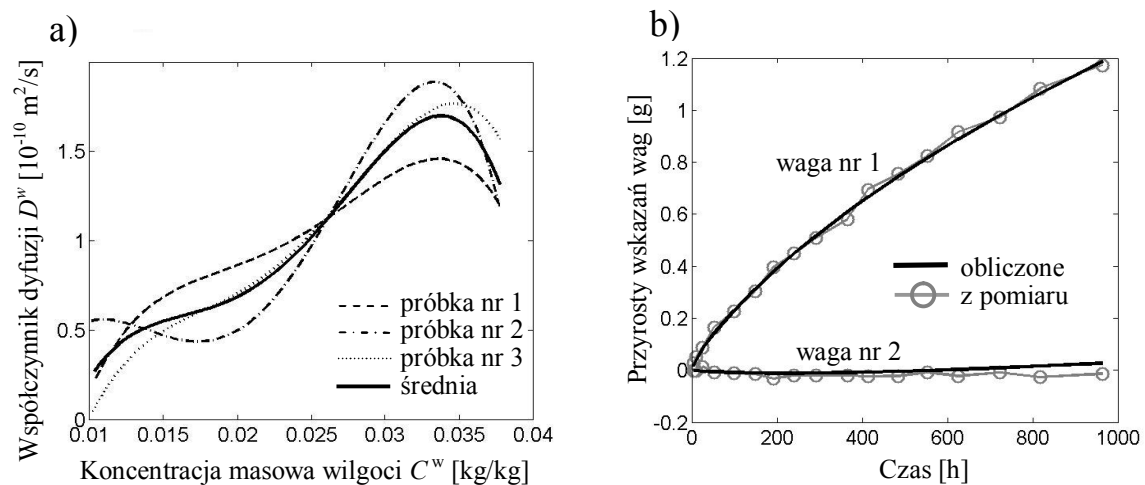 a)
Współczynnik dyfuzji D^w [10^-10 m^2/s]
1.5
1
0.5
0
0.01
0.015
0.02
0.025
0.03
0.035
0.04
Koncentracja masowa wilgoci C^w [kg/kg]
próbka nr 1
próbka nr 2
próbka nr 3
średnia
b)
Przyrosty wskazań wag [g]
1.2
1
0.8
0.6
0.4
0.2
0
-0.2
0
200
400
600
800
1000
Czas [h]
waga nr 1
obliczone
z pomiaru
waga nr 2